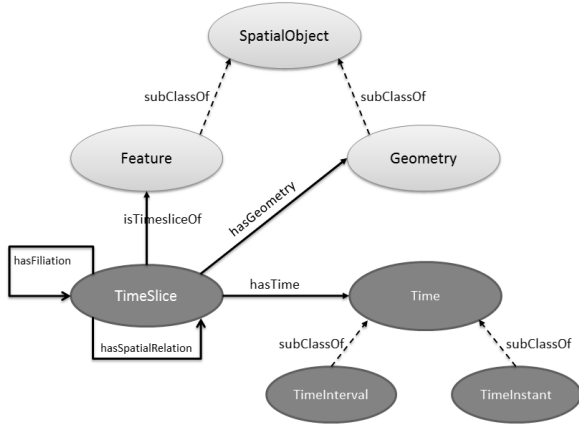 SpatialObject
subClassOf
subClassOf
Feature
Geometry
isTimesliceOf
hasGeometry
hasFiliation
TimeSlice
hasTime
Time
hasSpatialRelation
subClassOf
subClassOf
TimeInterval
TimeInstant